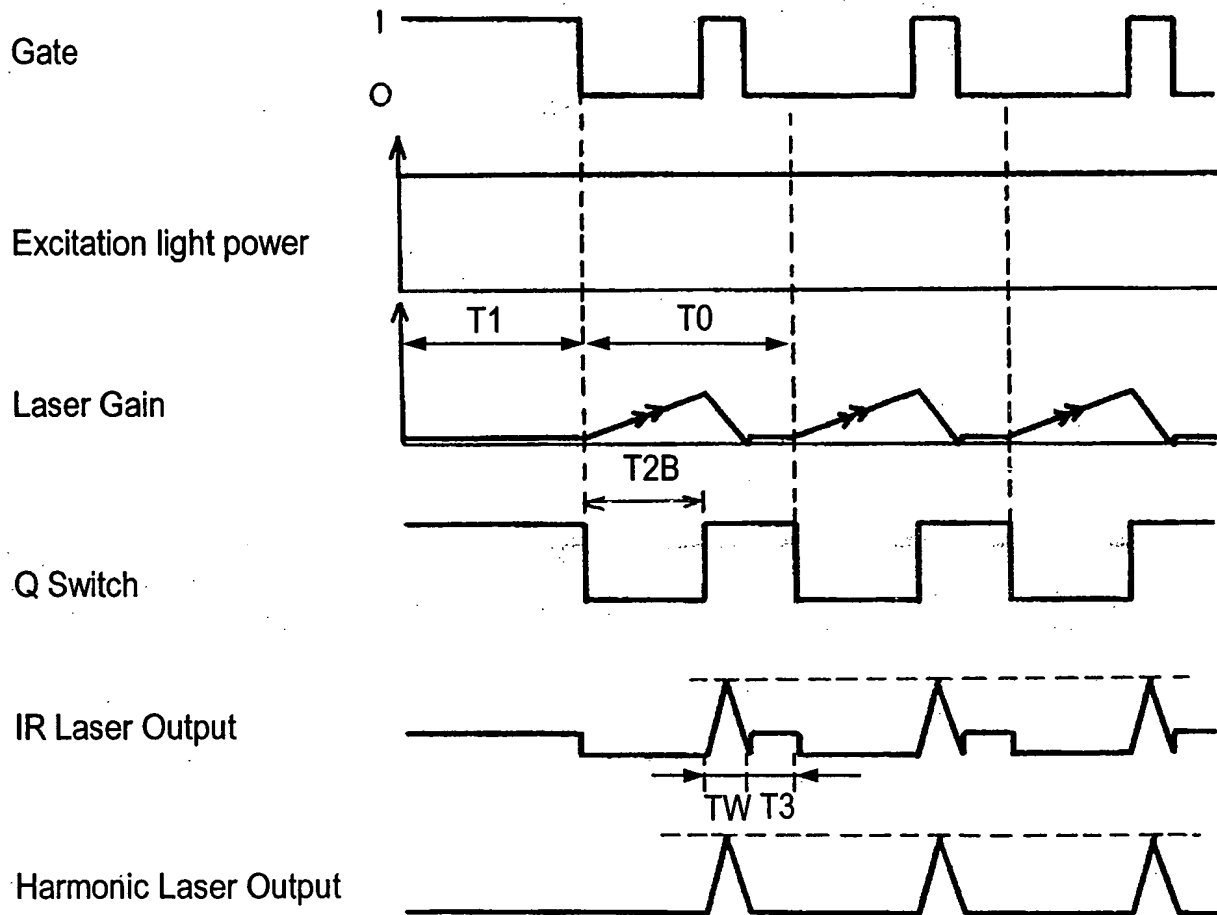 1
Gate
O
Excitation light power
T1
T0
Laser Gain
T2B
Q Switch
IR Laser Output
TW
T3
Harmonic Laser Output